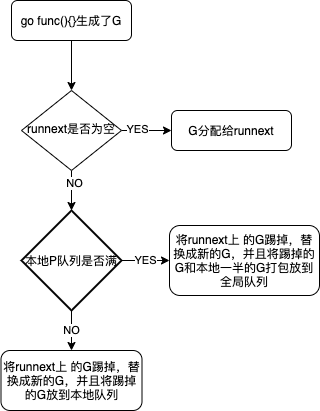 go func(){}生成了G
runnext是否为空
YES
G分配给runnext
NO
本地P队列是否满
YES
将runnext上 的G踢掉，替
换成新的G，并且将踢掉的
G和本地一半的G打包放到
全局队列
NO
将runnext上 的G踢掉，替
换成新的G，并且将踢掉
的G放到本地队列